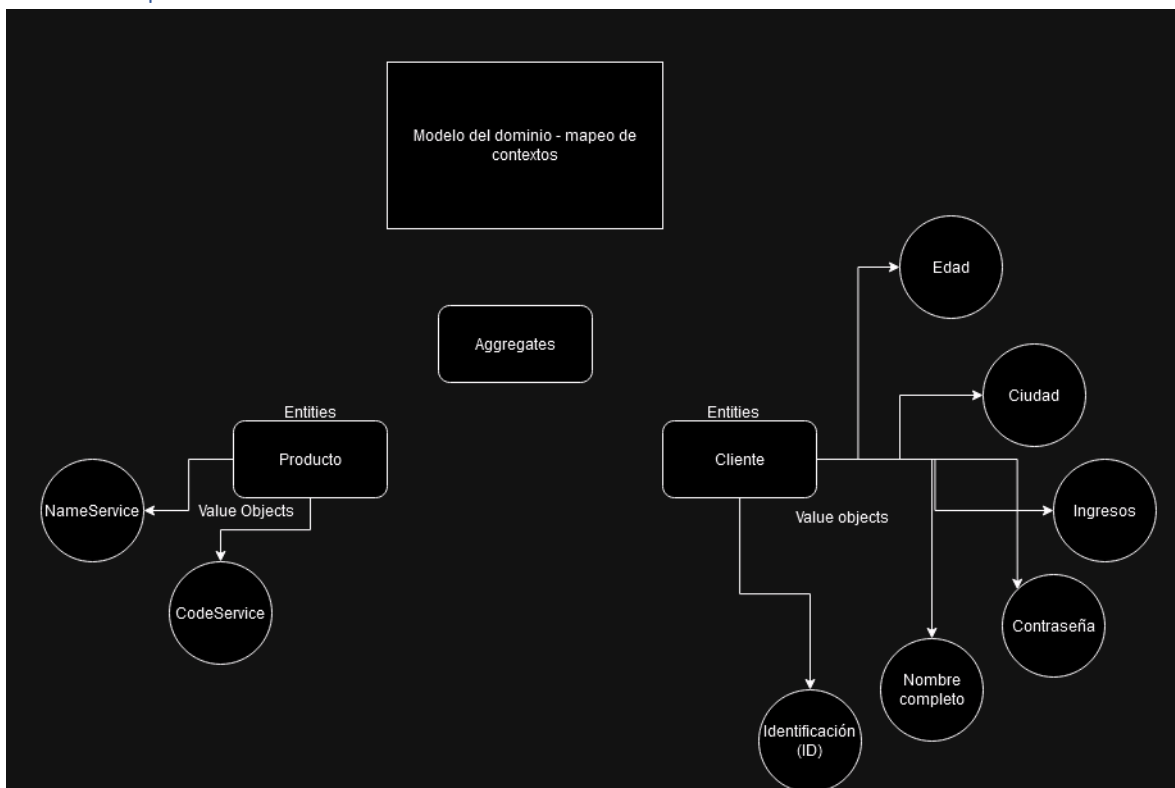 Modelo del dominio - mapeo de
contextos
Edad
Aggregates
Ciudad
Entities
Entities
Producto
Cliente
NameService
Value Objects
Value objects
Ingresos
CodeService
Contraseña
Nombre
completo
Identificación
(ID)